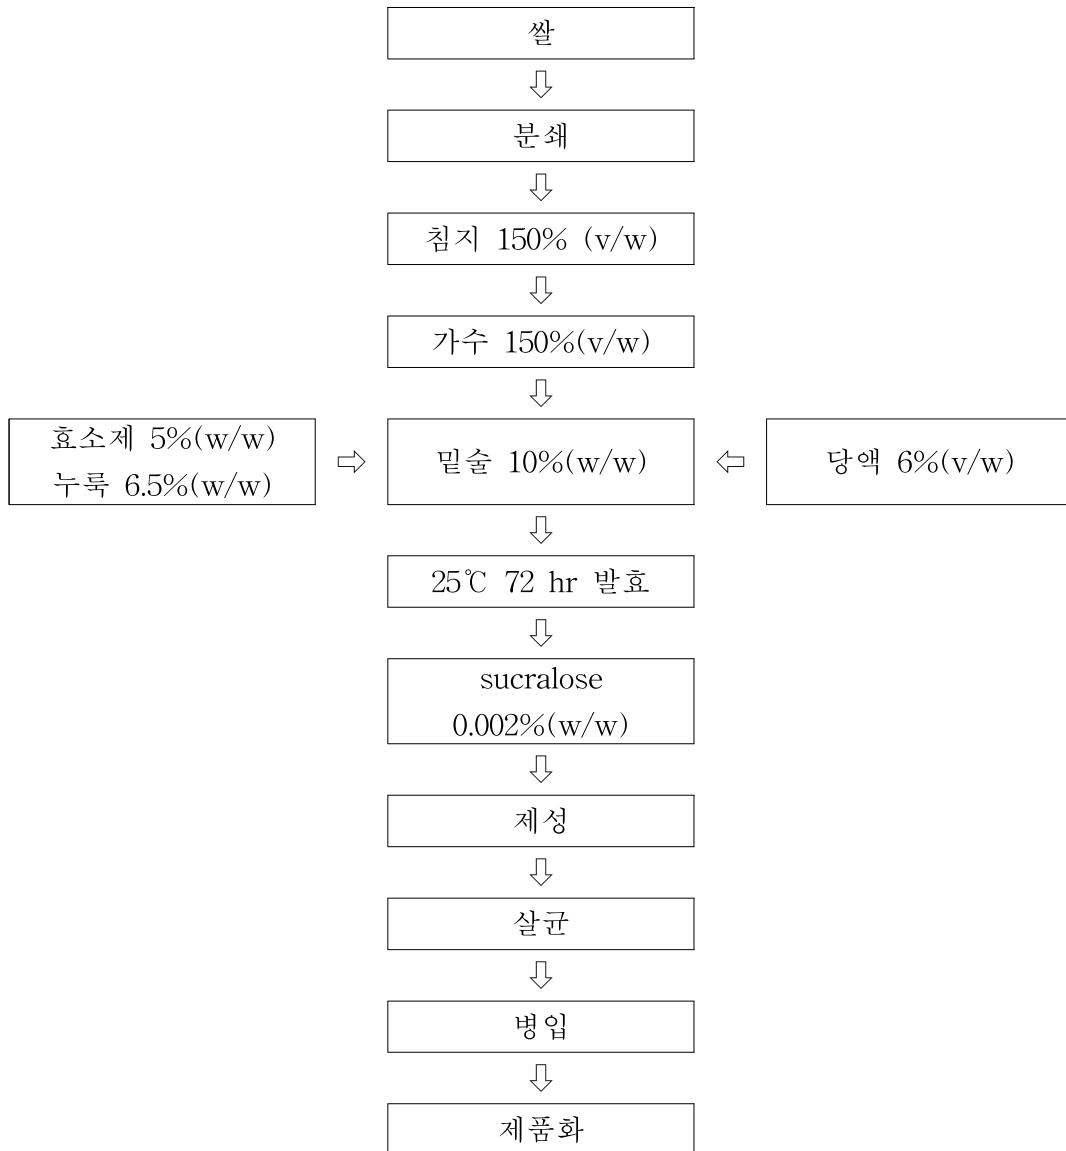 쌀
분쇄
침지 150% (v/w)
가수 150%(v/w)
효소제 5%(w/w)
누룩 6.5%(w/w)
밑술 10%(w/w)
당액 6%(v/w)
25℃ 72 hr 발효
sucralose
0.002%(w/w)
제성
살균
병입
제품화